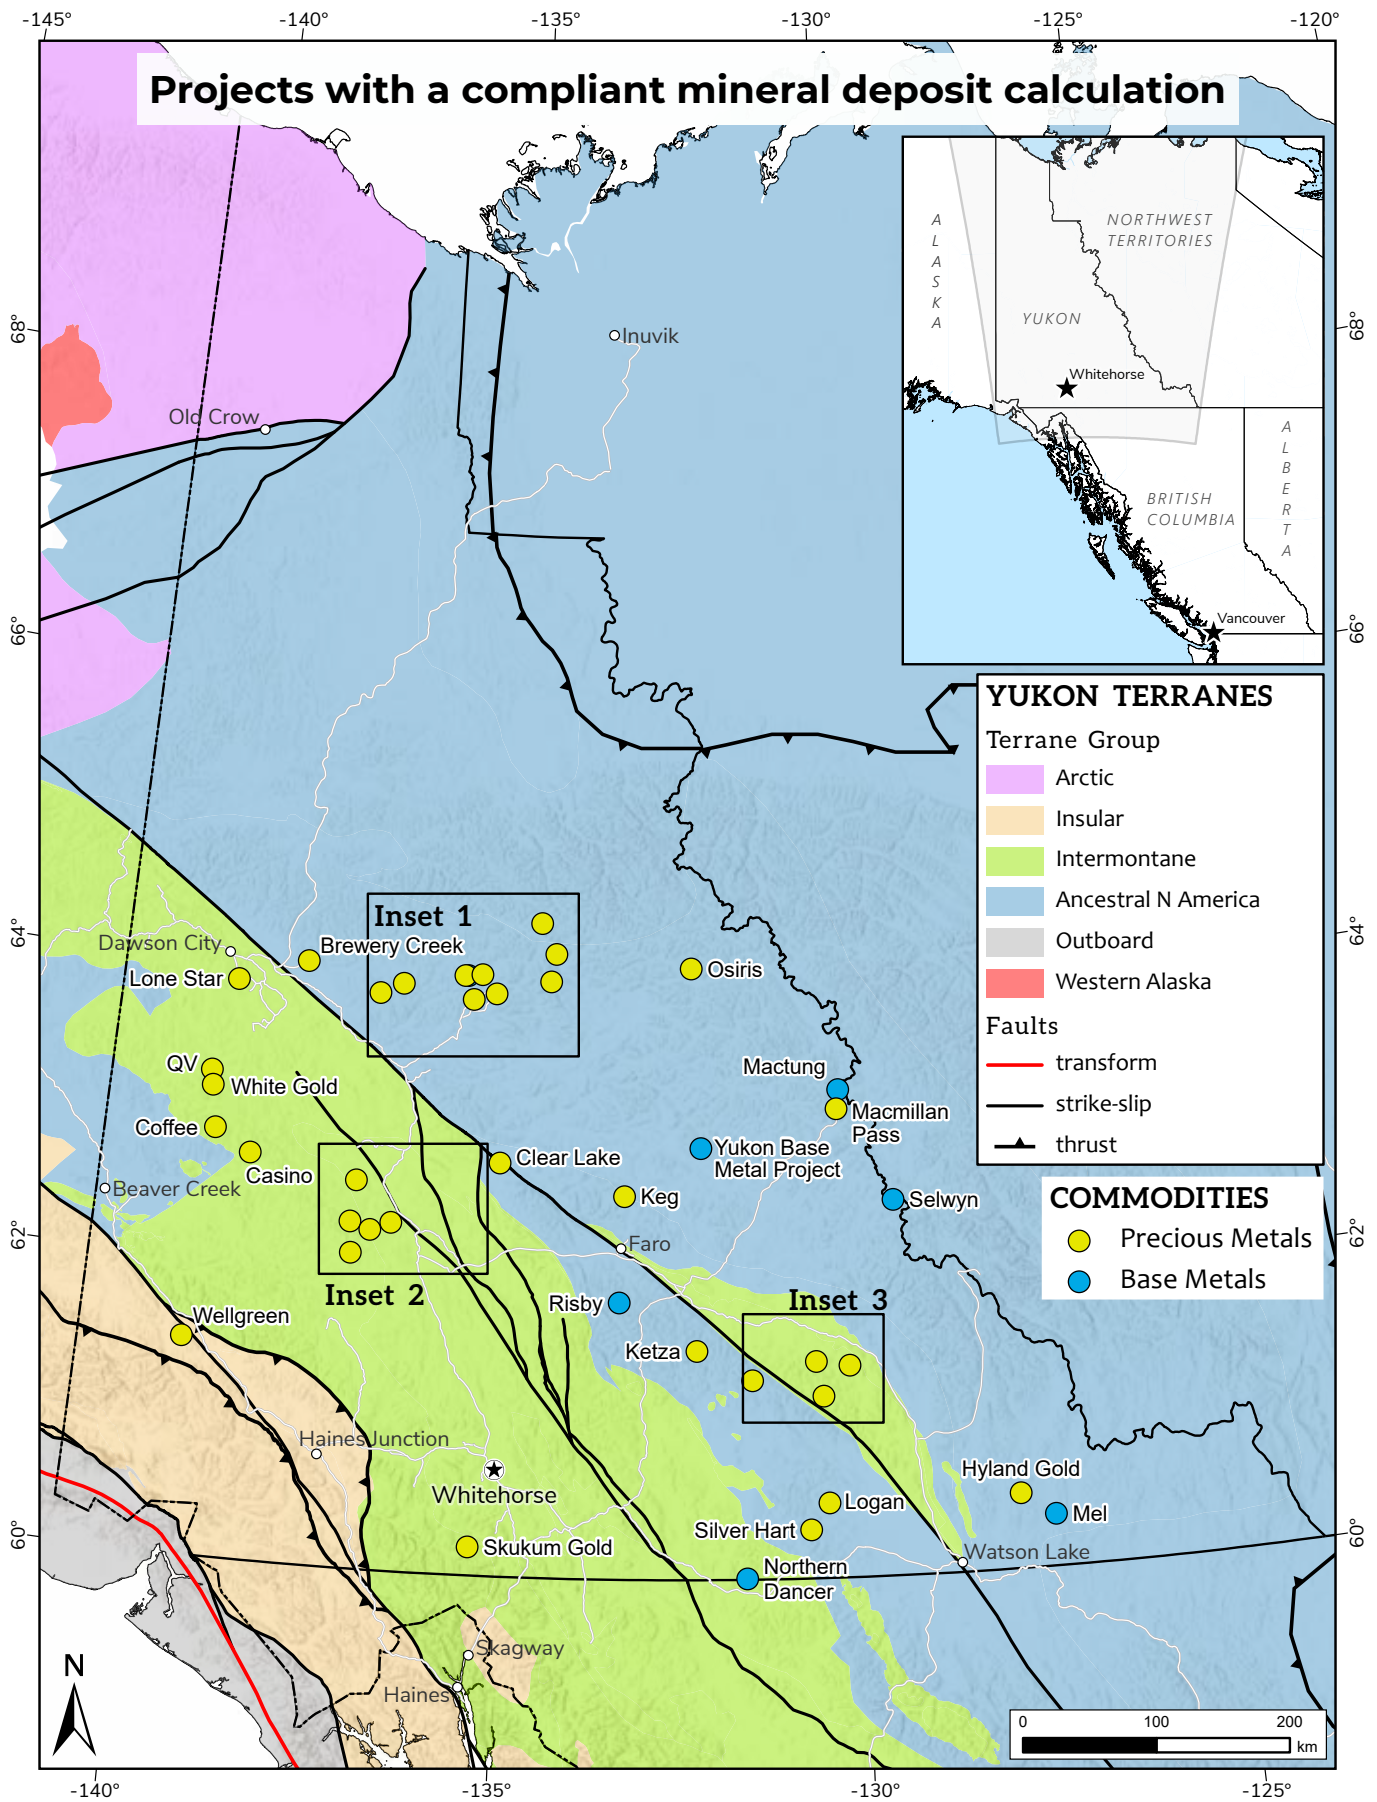 -145°
-140°
-135°
-130°
-125°
-120°
Projects with a compliant mineral deposit calculation
ALASKA
NORTHWEST
TERRITORIES
YUKON
Whitehorse
ALBERTA
BRITISH
COLUMBIA
Vancouver
68°
68°
Inuvik
Old Crow
66°
66°
YUKON TERRANES
Terrane Group
Arctic
Insular
Intermontane
Ancestral N America
Outboard
Western Alaska
Faults
transform
strike-slip
thrust
COMMODITIES
Precious Metals
Base Metals
64°
64°
Inset 1
Dawson City
Brewery Creek
Lone Star
Osiris
QV
White Gold
Mactung
Macmillan
Pass
Coffee
Casino
Clear Lake
Yukon Base
Metal Project
Beaver Creek
Keg
Selwyn
62°
62°
Faro
Inset 2
Inset 3
Risby
Wellgreen
Ketza
Haines Junction
Whitehorse
Hyland Gold
Logan
Mel
Silver Hart
60°
60°
Skukum Gold
Watson Lake
Northern
Dancer
Skagway
Haines
N
0
100
200
km
-140°
-135°
-130°
-125°